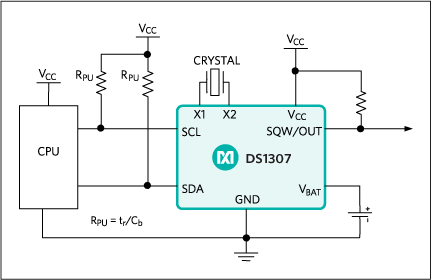 VCC
VCC
CRYSTAL
RPU
RPU
VCC
X1
X2
VCC
SCL
SQW/OUT
CPU
DS1307
SDA
VBAT
GND
RPU = tr/Cb